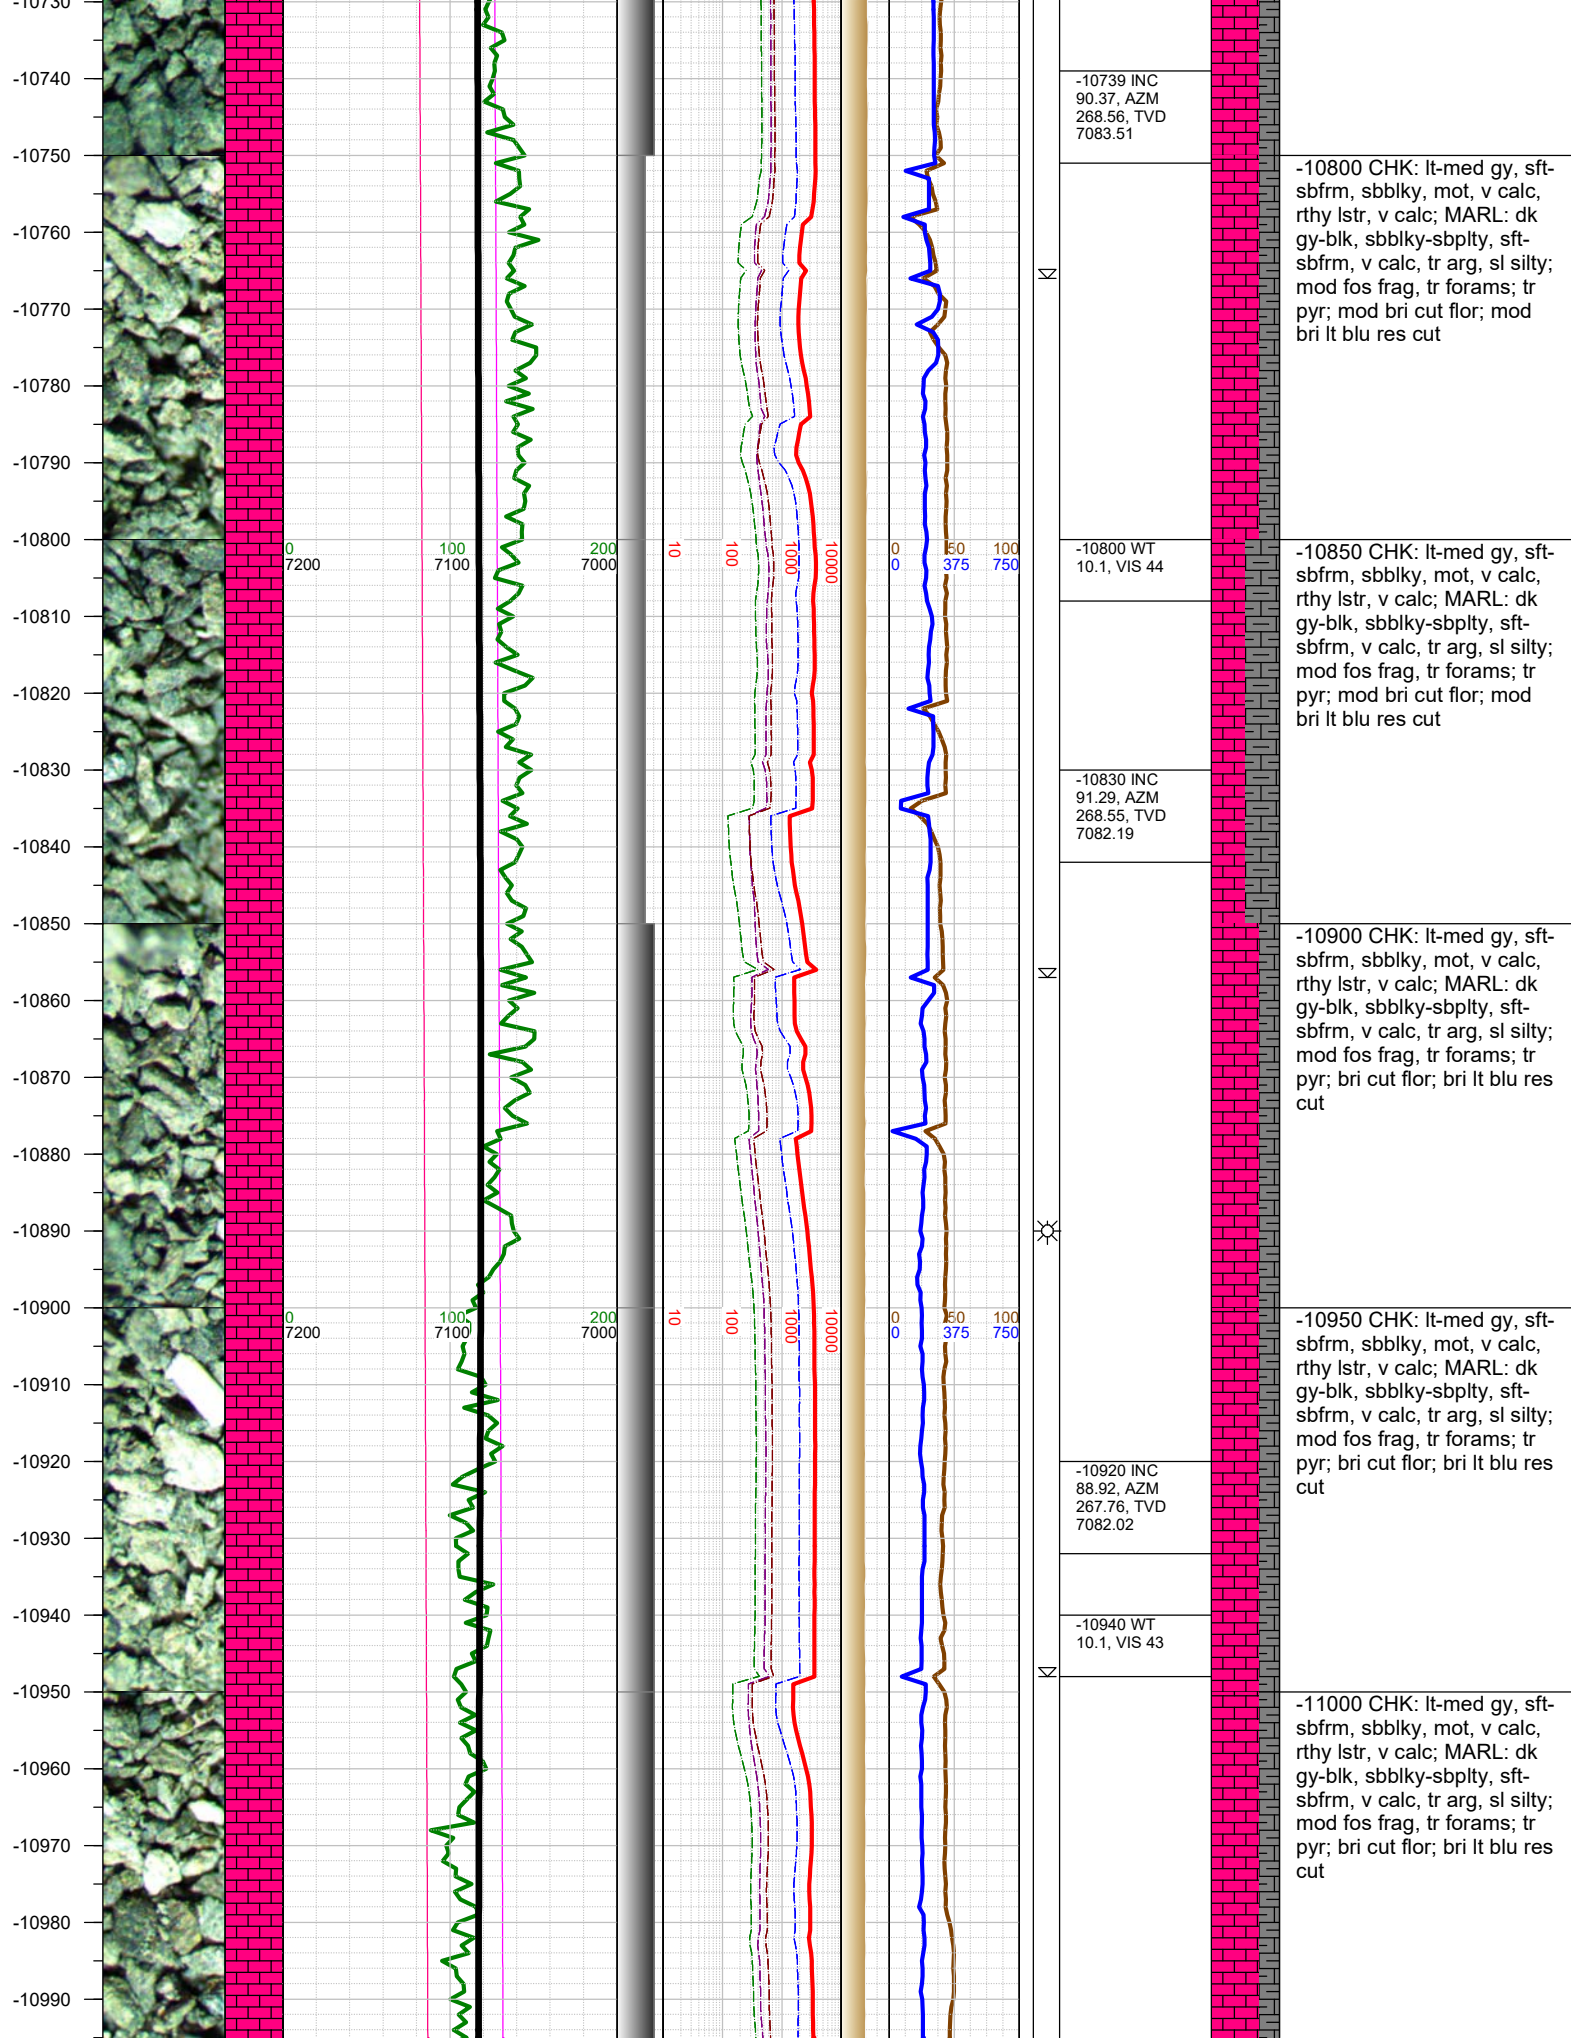 -10730
-10740
-10750
-10760
-10770
-10780
-10790
-10800
-10810
-10820
-10830
-10840
-10850
-10860
-10870
-10880
-10890
-10900
-10910
-10920
-10930
-10940
-10950
-10960
-10970
-10980
-10990
0 100 200
7200 7100 7000
10 100 1000 10000
0 50 100
0 375 750
0 100 200
7200 7100 7000
10 100 1000 10000
0 50 100
0 375 750
-10739 INC
90.37, AZM
268.56, TVD
7083.51
-10800 WT
10.1, VIS 44
-10830 INC
91.29, AZM
268.55, TVD
7082.19
-10920 INC
88.92, AZM
267.76, TVD
7082.02
-10940 WT
10.1, VIS 43
-10800 CHK: lt-med gy, sft-
sbfrm, sbblky, mot, v calc,
rthy lstr, v calc; MARL: dk
gy-blk, sbblky-sbplty, sft-
sbfrm, v calc, tr arg, sl silty;
mod fos frag, tr forams; tr
pyr; mod bri cut flor; mod
bri lt blu res cut
-10850 CHK: lt-med gy, sft-
sbfrm, sbblky, mot, v calc,
rthy lstr, v calc; MARL: dk
gy-blk, sbblky-sbplty, sft-
sbfrm, v calc, tr arg, sl silty;
mod fos frag, tr forams; tr
pyr; mod bri cut flor; mod
bri lt blu res cut
-10900 CHK: lt-med gy, sft-
sbfrm, sbblky, mot, v calc,
rthy lstr, v calc; MARL: dk
gy-blk, sbblky-sbplty, sft-
sbfrm, v calc, tr arg, sl silty;
mod fos frag, tr forams; tr
pyr; bri cut flor; bri lt blu res
cut
-10950 CHK: lt-med gy, sft-
sbfrm, sbblky, mot, v calc,
rthy lstr, v calc; MARL: dk
gy-blk, sbblky-sbplty, sft-
sbfrm, v calc, tr arg, sl silty;
mod fos frag, tr forams; tr
pyr; bri cut flor; bri lt blu res
cut
-11000 CHK: lt-med gy, sft-
sbfrm, sbblky, mot, v calc,
rthy lstr, v calc; MARL: dk
gy-blk, sbblky-sbplty, sft-
sbfrm, v calc, tr arg, sl silty;
mod fos frag, tr forams; tr
pyr; bri cut flor; bri lt blu res
cut